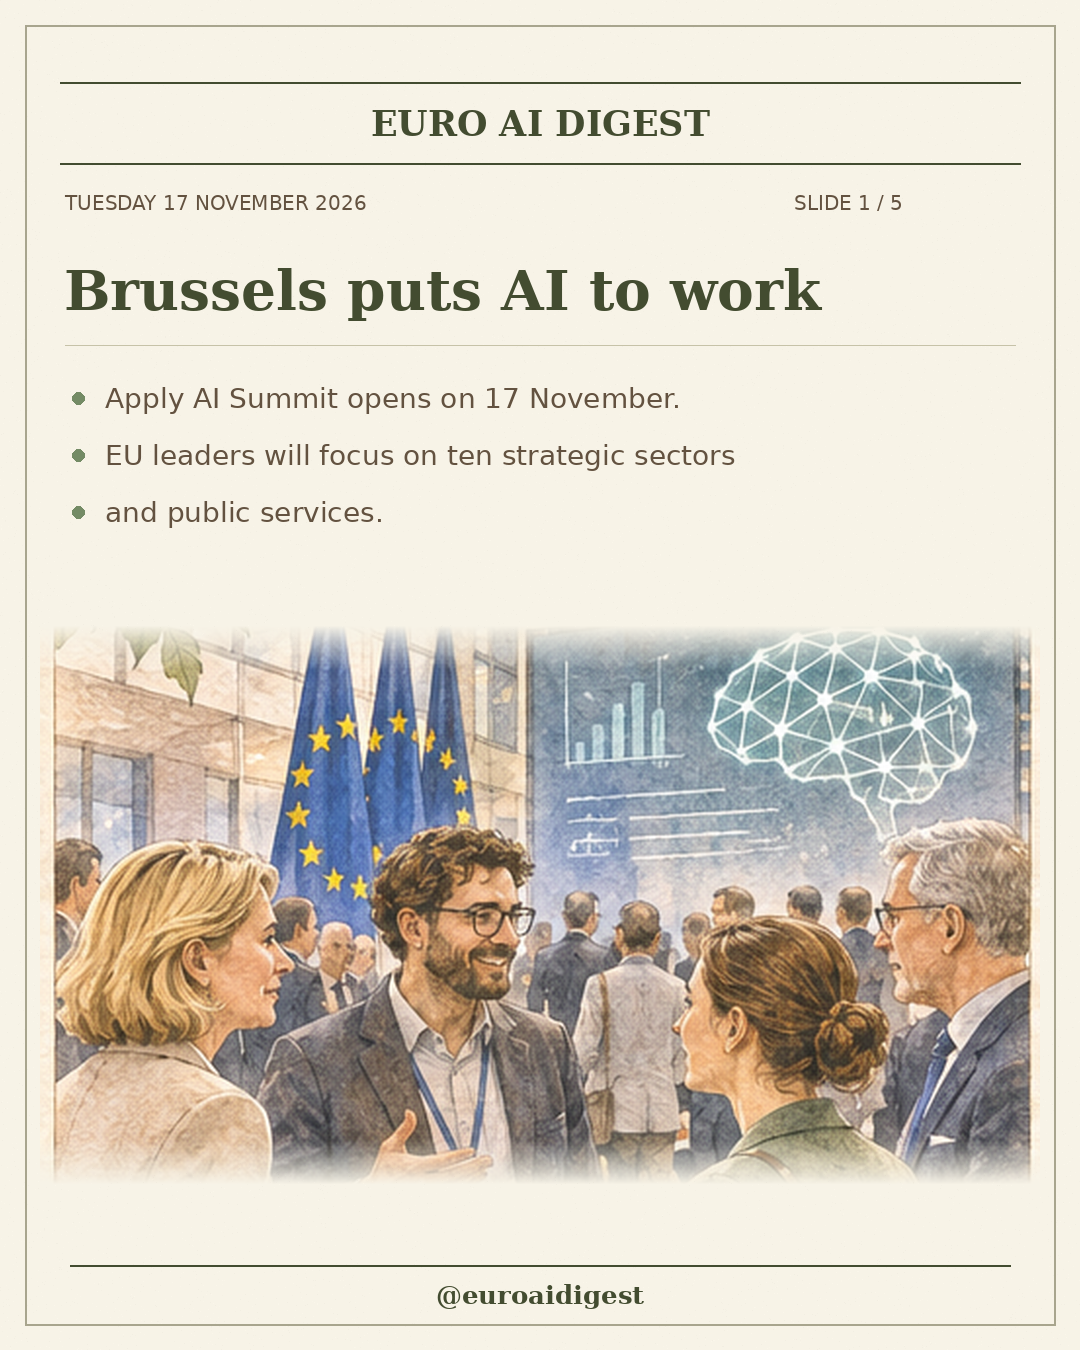 EURO AI DIGEST
TUESDAY 17 NOVEMBER 2026
SLIDE 1 / 5
Brussels puts AI to work
Apply AI Summit opens on 17 November.
EU leaders will focus on ten strategic sectors
and public services.
@euroaidigest